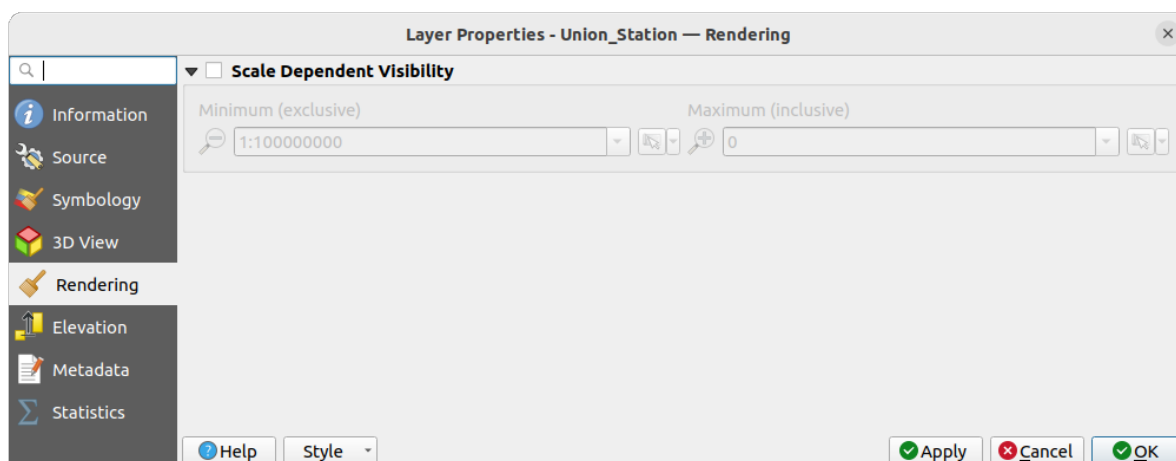 Layer Properties - Union_Station — Rendering
Scale Dependent Visibility
Information
Source
Symbology
3D View
Rendering
Elevation
Metadata
Statistics
Minimum (exclusive)
Maximum (inclusive)
1:100000000
0
Help
Style
Apply
Cancel
OK